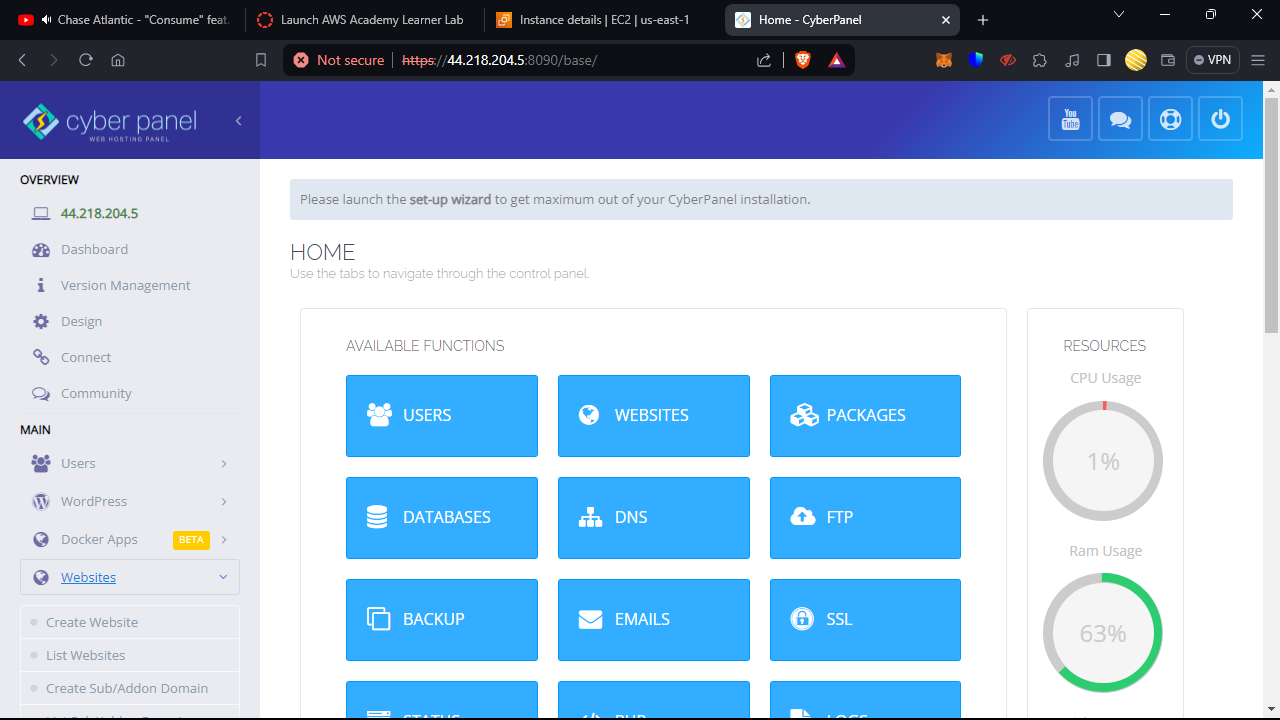 Chase Atlantic - "Consume" feat.
Launch AWS Academy Learner Lab
Instance details | EC2 | us-east-1
Home - CyberPanel
Not secure
https://44.218.204.5:8090/base/
VPN
cyber panel
WEB HOSTING PANEL
You
Tube
OVERVIEW
44.218.204.5
Dashboard
Version Management
Design
Connect
Community
MAIN
Users
WordPress
Docker Apps BETA
Websites
Create Website
List Websites
Create Sub/Addon Domain
Please launch the set-up wizard to get maximum out of your CyberPanel installation.
HOME
Use the tabs to navigate through the control panel.
AVAILABLE FUNCTIONS
USERS
WEBSITES
PACKAGES
DATABASES
DNS
FTP
BACKUP
EMAILS
SSL
STATUS
PHP
LOGS
RESOURCES
CPU Usage
1%
Ram Usage
63%